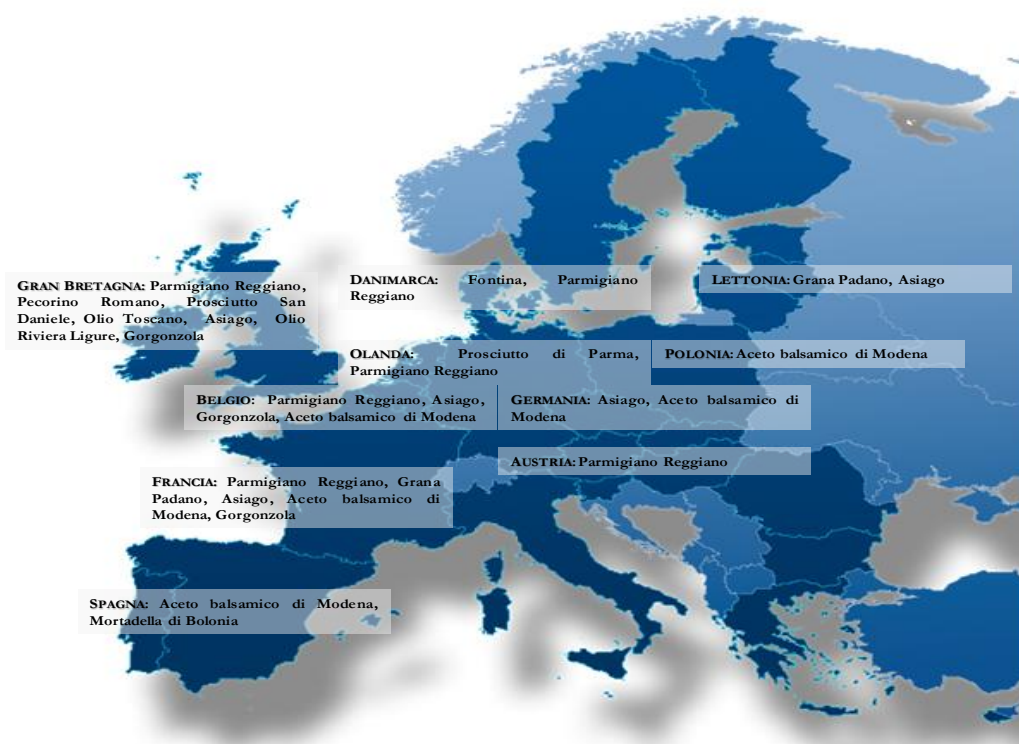 GRAN BRETAGNA: Parmigiano Reggiano,
Pecorino Romano, Prosciutto San
Daniele, Olio Toscano, Asiago, Olio
Riviera Ligure, Gorgonzola
DANIMARCA: Fontina, Parmigiano
Reggiano
LETTONIA: Grana Padano, Asiago
OLANDA: Prosciutto di Parma,
Parmigiano Reggiano
POLONIA: Aceto balsamico di Modena
BELGIO: Parmigiano Reggiano, Asiago,
Gorgonzola, Aceto balsamico di Modena
GERMANIA: Asiago, Aceto balsamico di
Modena
AUSTRIA: Parmigiano Reggiano
FRANCIA: Parmigiano Reggiano, Grana
Padano, Asiago, Aceto balsamico di
Modena, Gorgonzola
SPAGNA: Aceto balsamico di Modena,
Mortadella di Bolonia